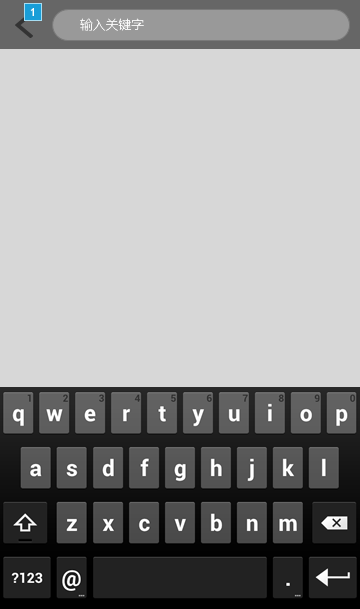 1
输入关键字
1 2 3 4 5 6 7 8 9 0
q w e r t y u i o p
a s d f g h j k l
z x c v b n m
?123 @ ... . ...